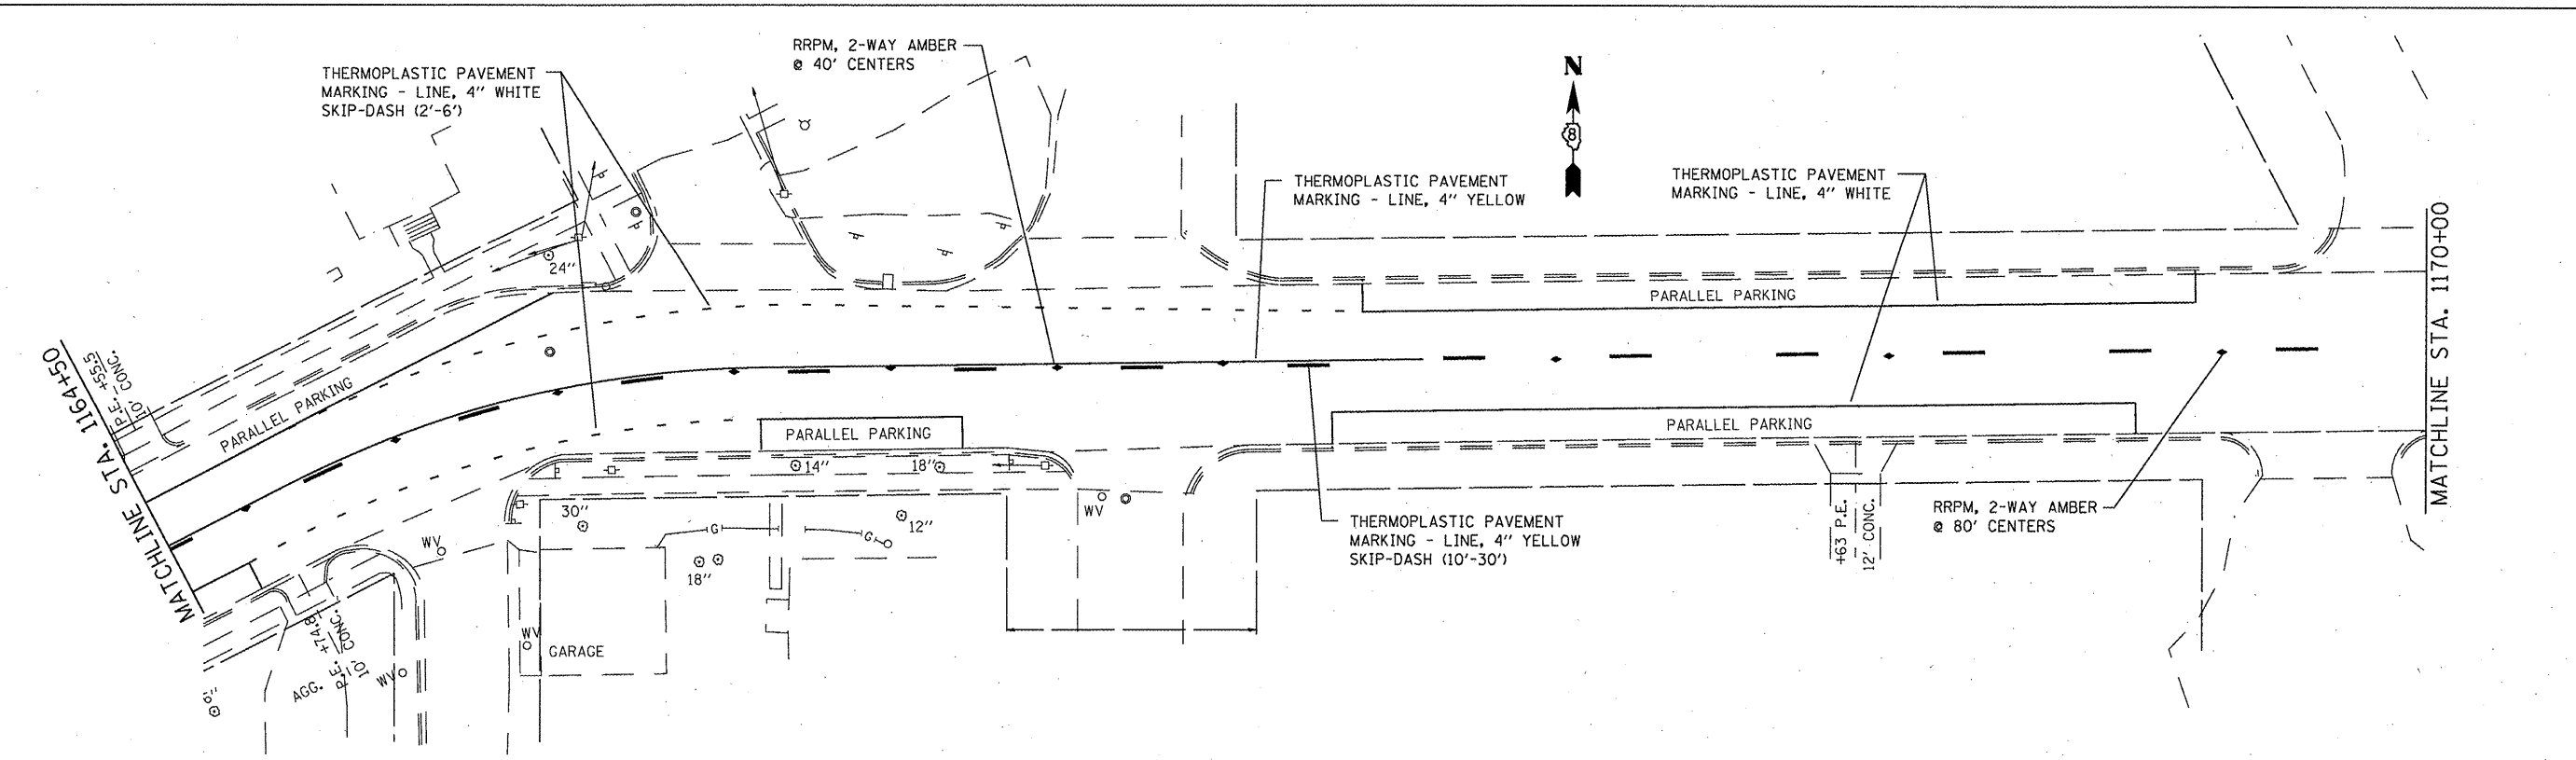 RRPM, 2-WAY AMBER
@ 40' CENTERS
THERMOPLASTIC PAVEMENT
MARKING - LINE, 4" WHITE
SKIP-DASH (2'-6')
N
8
THERMOPLASTIC PAVEMENT
MARKING - LINE, 4" YELLOW
THERMOPLASTIC PAVEMENT
MARKING - LINE, 4" WHITE
24"
PARALLEL PARKING
MATCHLINE STA. 1170+00
MATCHLINE STA. 1164+50
P.E. - +55.5
10' CONC.
PARALLEL PARKING
PARALLEL PARKING
PARALLEL PARKING
14"
18"
30"
G
G
12"
WV
WV
18"
THERMOPLASTIC PAVEMENT
MARKING - LINE, 4" YELLOW
SKIP-DASH (10'-30')
+63 P.E.
12' CONC.
RRPM, 2-WAY AMBER
@ 80' CENTERS
WV
GARAGE
P.E. +74.8
10' CONC.
AGG.
WV